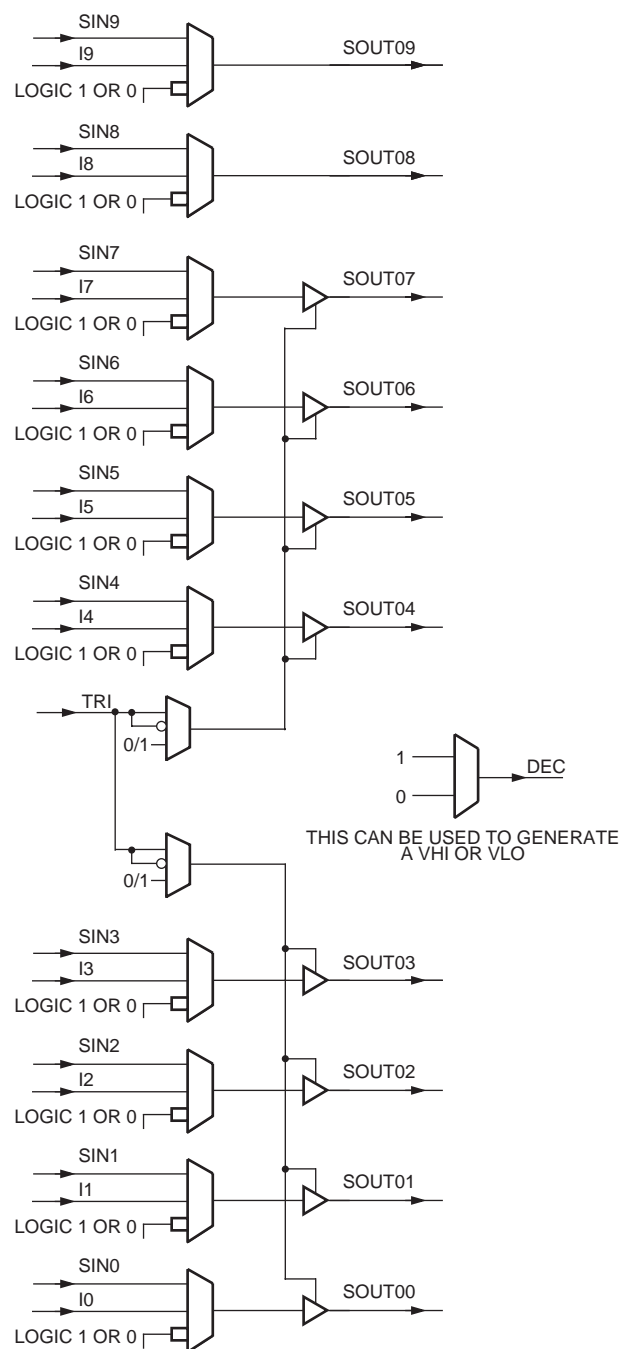 SIN9
I9
SOUT09
LOGIC 1 OR 0
SIN8
I8
SOUT08
LOGIC 1 OR 0
SIN7
I7
SOUT07
LOGIC 1 OR 0
SIN6
I6
SOUT06
LOGIC 1 OR 0
SIN5
I5
SOUT05
LOGIC 1 OR 0
SIN4
I4
SOUT04
LOGIC 1 OR 0
TRI
0/1
1
DEC
0
THIS CAN BE USED TO GENERATE
A VHI OR VLO
0/1
SIN3
I3
SOUT03
LOGIC 1 OR 0
SIN2
I2
SOUT02
LOGIC 1 OR 0
SIN1
I1
SOUT01
LOGIC 1 OR 0
SIN0
I0
SOUT00
LOGIC 1 OR 0